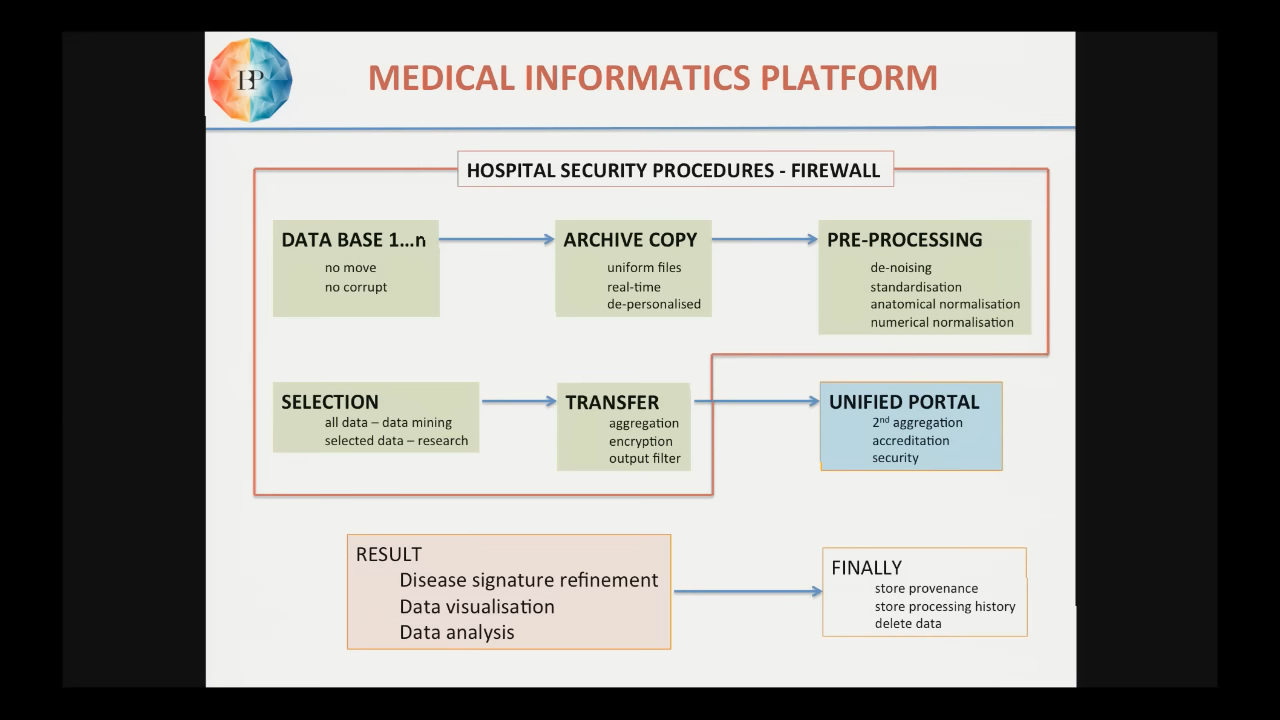 HBP
MEDICAL INFORMATICS PLATFORM
HOSPITAL SECURITY PROCEDURES - FIREWALL
DATA BASE 1...n
no move
no corrupt
ARCHIVE COPY
uniform files
real-time
de-personalised
PRE-PROCESSING
de-noising
standardisation
anatomical normalisation
numerical normalisation
SELECTION
all data – data mining
selected data – research
TRANSFER
aggregation
encryption
output filter
UNIFIED PORTAL
2nd aggregation
accreditation
security
RESULT
Disease signature refinement
Data visualisation
Data analysis
FINALLY
store provenance
store processing history
delete data